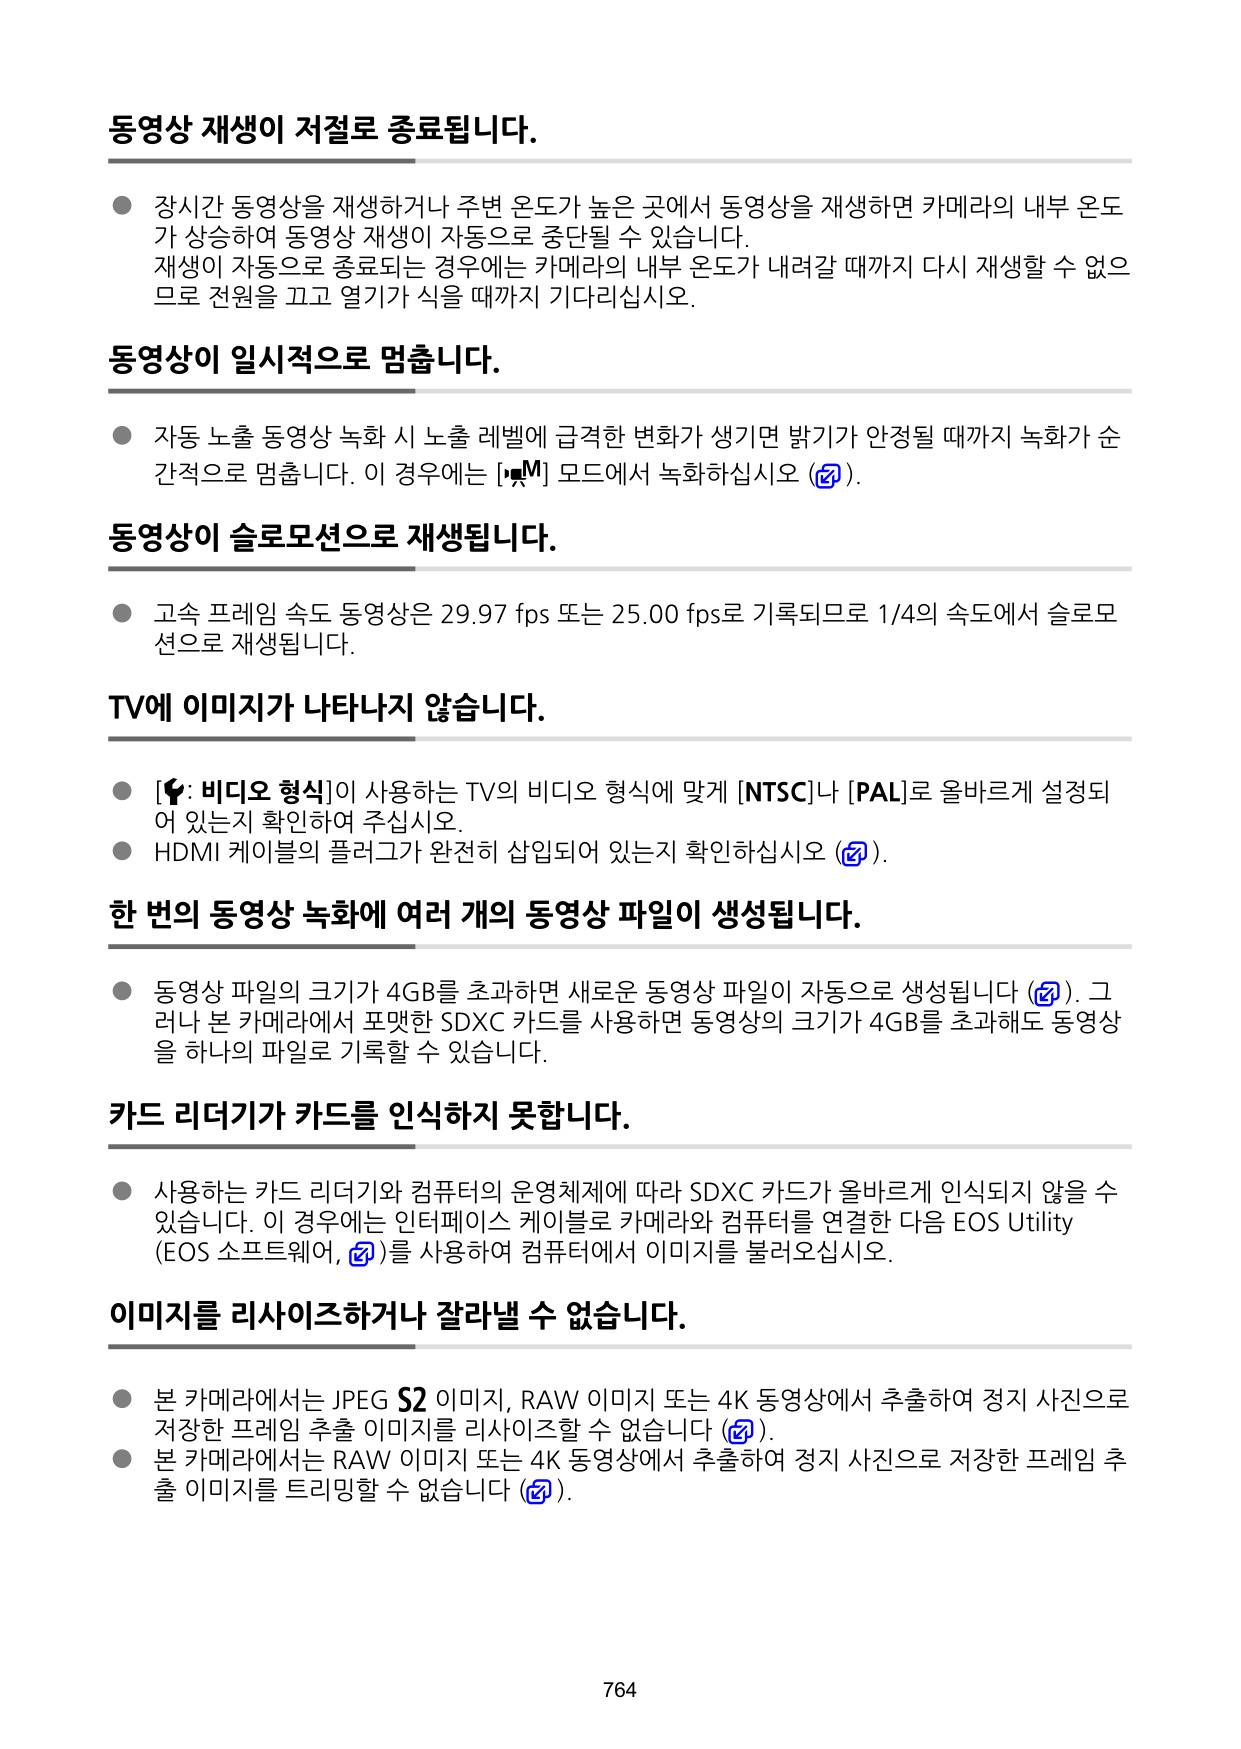 동영상 재생이 저절로 종료됩니다.
● 장시간 동영상을 재생하거나 주변 온도가 높은 곳에서 동영상을 재생하면 카메라의 내부 온도
가 상승하여 동영상 재생이 자동으로 중단될 수 있습니다.
재생이 자동으로 종료되는 경우에는 카메라의 내부 온도가 내려갈 때까지 다시 재생할 수 없으
므로 전원을 끄고 열기가 식을 때까지 기다리십시오.
동영상이 일시적으로 멈춥니다.
● 자동 노출 동영상 녹화 시 노출 레벨에 급격한 변화가 생기면 밝기가 안정될 때까지 녹화가 순
간적으로 멈춥니다. 이 경우에는 [M] 모드에서 녹화하십시오 ().
동영상이 슬로모션으로 재생됩니다.
● 고속 프레임 속도 동영상은 29.97 fps 또는 25.00 fps로 기록되므로 1/4의 속도에서 슬로모
션으로 재생됩니다.
TV에 이미지가 나타나지 않습니다.
● [: 비디오 형식]이 사용하는 TV의 비디오 형식에 맞게 [NTSC]나 [PAL]로 올바르게 설정되
어 있는지 확인하여 주십시오.
● HDMI 케이블의 플러그가 완전히 삽입되어 있는지 확인하십시오 ().
한 번의 동영상 녹화에 여러 개의 동영상 파일이 생성됩니다.
● 동영상 파일의 크기가 4GB를 초과하면 새로운 동영상 파일이 자동으로 생성됩니다 (). 그
러나 본 카메라에서 포맷한 SDXC 카드를 사용하면 동영상의 크기가 4GB를 초과해도 동영상
을 하나의 파일로 기록할 수 있습니다.
카드 리더기가 카드를 인식하지 못합니다.
● 사용하는 카드 리더기와 컴퓨터의 운영체제에 따라 SDXC 카드가 올바르게 인식되지 않을 수
있습니다. 이 경우에는 인터페이스 케이블로 카메라와 컴퓨터를 연결한 다음 EOS Utility
(EOS 소프트웨어, )를 사용하여 컴퓨터에서 이미지를 불러오십시오.
이미지를 리사이즈하거나 잘라낼 수 없습니다.
● 본 카메라에서는 JPEG S2 이미지, RAW 이미지 또는 4K 동영상에서 추출하여 정지 사진으로
저장한 프레임 추출 이미지를 리사이즈할 수 없습니다 ().
● 본 카메라에서는 RAW 이미지 또는 4K 동영상에서 추출하여 정지 사진으로 저장한 프레임 추
출 이미지를 트리밍할 수 없습니다 ().
764